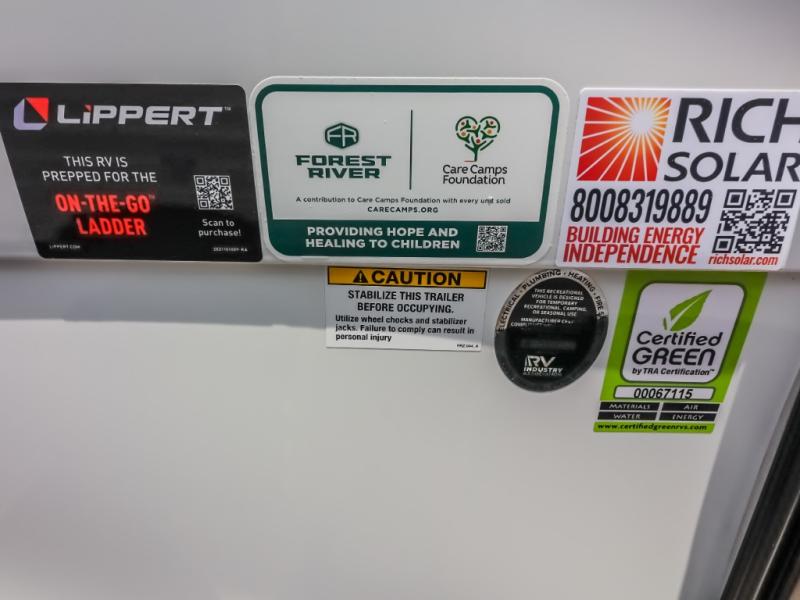 LIPPERT™
THIS RV IS
PREPPED FOR THE
ON-THE-GO™
LADDER
Scan to
purchase!
LIPPERT.COM
FR
FOREST
RIVER
Care Camps
Foundation
A contribution to Care Camps Foundation with every unit sold
CARECAMPS.ORG
PROVIDING HOPE AND
HEALING TO CHILDREN
RICH
SOLAR
8008319889
BUILDING ENERGY
INDEPENDENCE
richsolar.com
CAUTION
STABILIZE THIS TRAILER
BEFORE OCCUPYING.
Utilize wheel chocks and stabilizer
jacks. Failure to comply can result in
personal injury
ELECTRICAL • PLUMBING • HEATING • FIRE
THIS RECREATIONAL
VEHICLE IS DESIGNED
FOR TEMPORARY
RECREATIONAL, CAMPING,
OR SEASONAL USE
RV
INDUSTRY
Certified
GREEN
by TRA Certification™
00067115
MATERIALS AIR
WATER ENERGY
www.certifiedgreenrvs.com